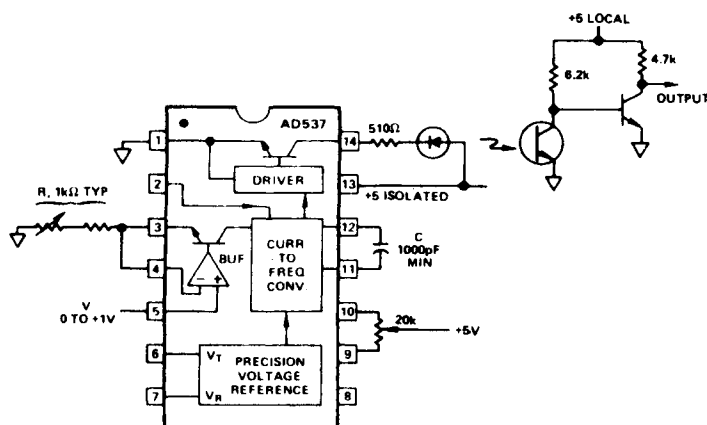 +5 LOCAL
6.2k
4.7k
OUTPUT
AD537
1
14
510Ω
DRIVER
2
13
+5 ISOLATED
R, 1kΩ TYP
3
12
BUF
CURR
TO
FREQ
CONV.
C
1000pF
MIN
4
11
- +
V
0 TO +1V
5
10
20k
+5V
6
VT
PRECISION
VOLTAGE
REFERENCE
9
7
VR
8